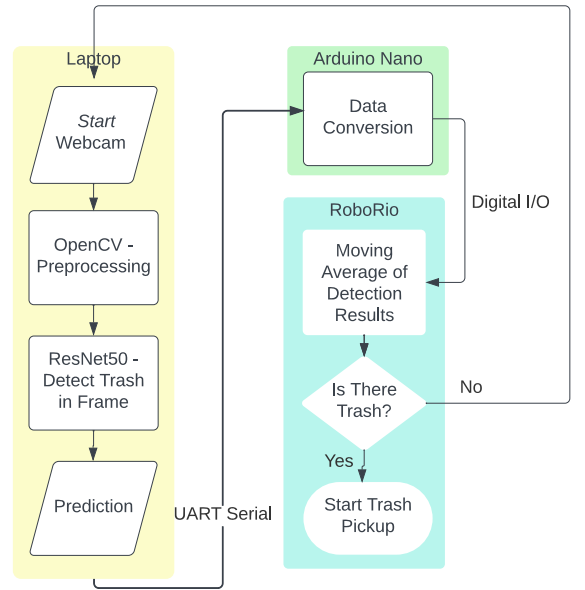 Laptop
Start
Webcam
OpenCV -
Preprocessing
ResNet50 -
Detect Trash
in Frame
Prediction
UART Serial
Arduino Nano
Data
Conversion
Digital I/O
RoboRio
Moving
Average of
Detection
Results
Is There
Trash?
No
Yes
Start Trash
Pickup